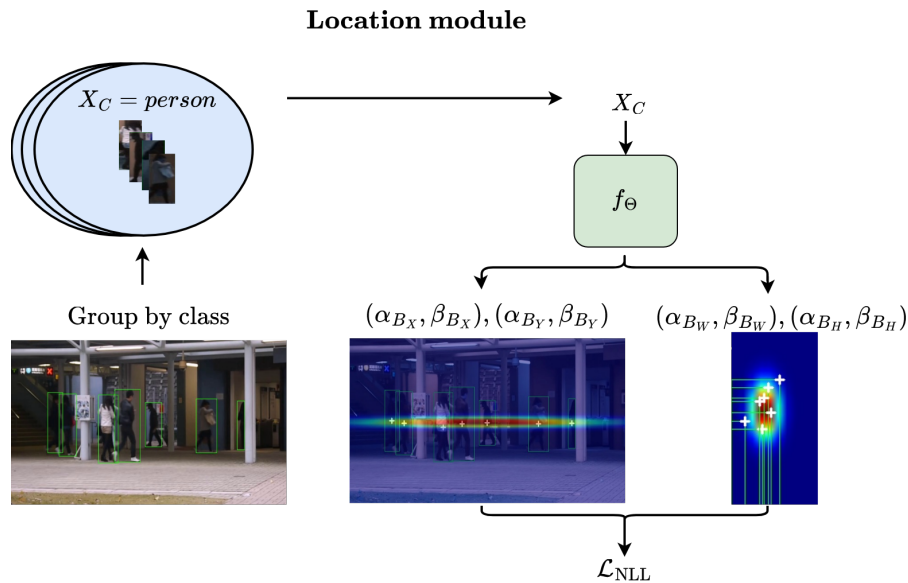 Location module
X_C = person
X_C
f_Θ
Group by class
(α_{B_X}, β_{B_X}), (α_{B_Y}, β_{B_Y})
(α_{B_W}, β_{B_W}), (α_{B_H}, β_{B_H})
ℒ_NLL